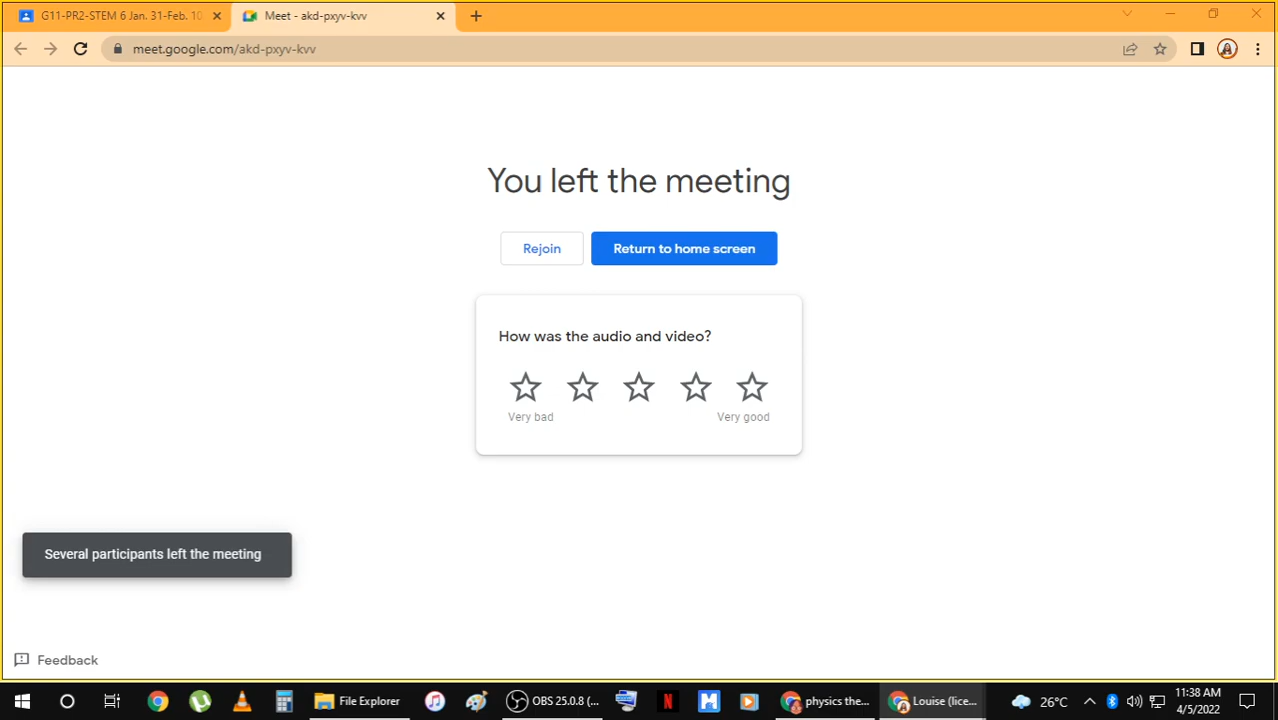 G11-PR2-STEM 6 Jan. 31-Feb. 10
Meet - akd-pxyv-kvv
meet.google.com/akd-pxyv-kvv
You left the meeting
Rejoin
Return to home screen
How was the audio and video?
Very bad
Very good
Several participants left the meeting
Feedback
File Explorer
OBS 25.0.8 (...
physics the...
Louise (lice...
26°C
11:38 AM
4/5/2022